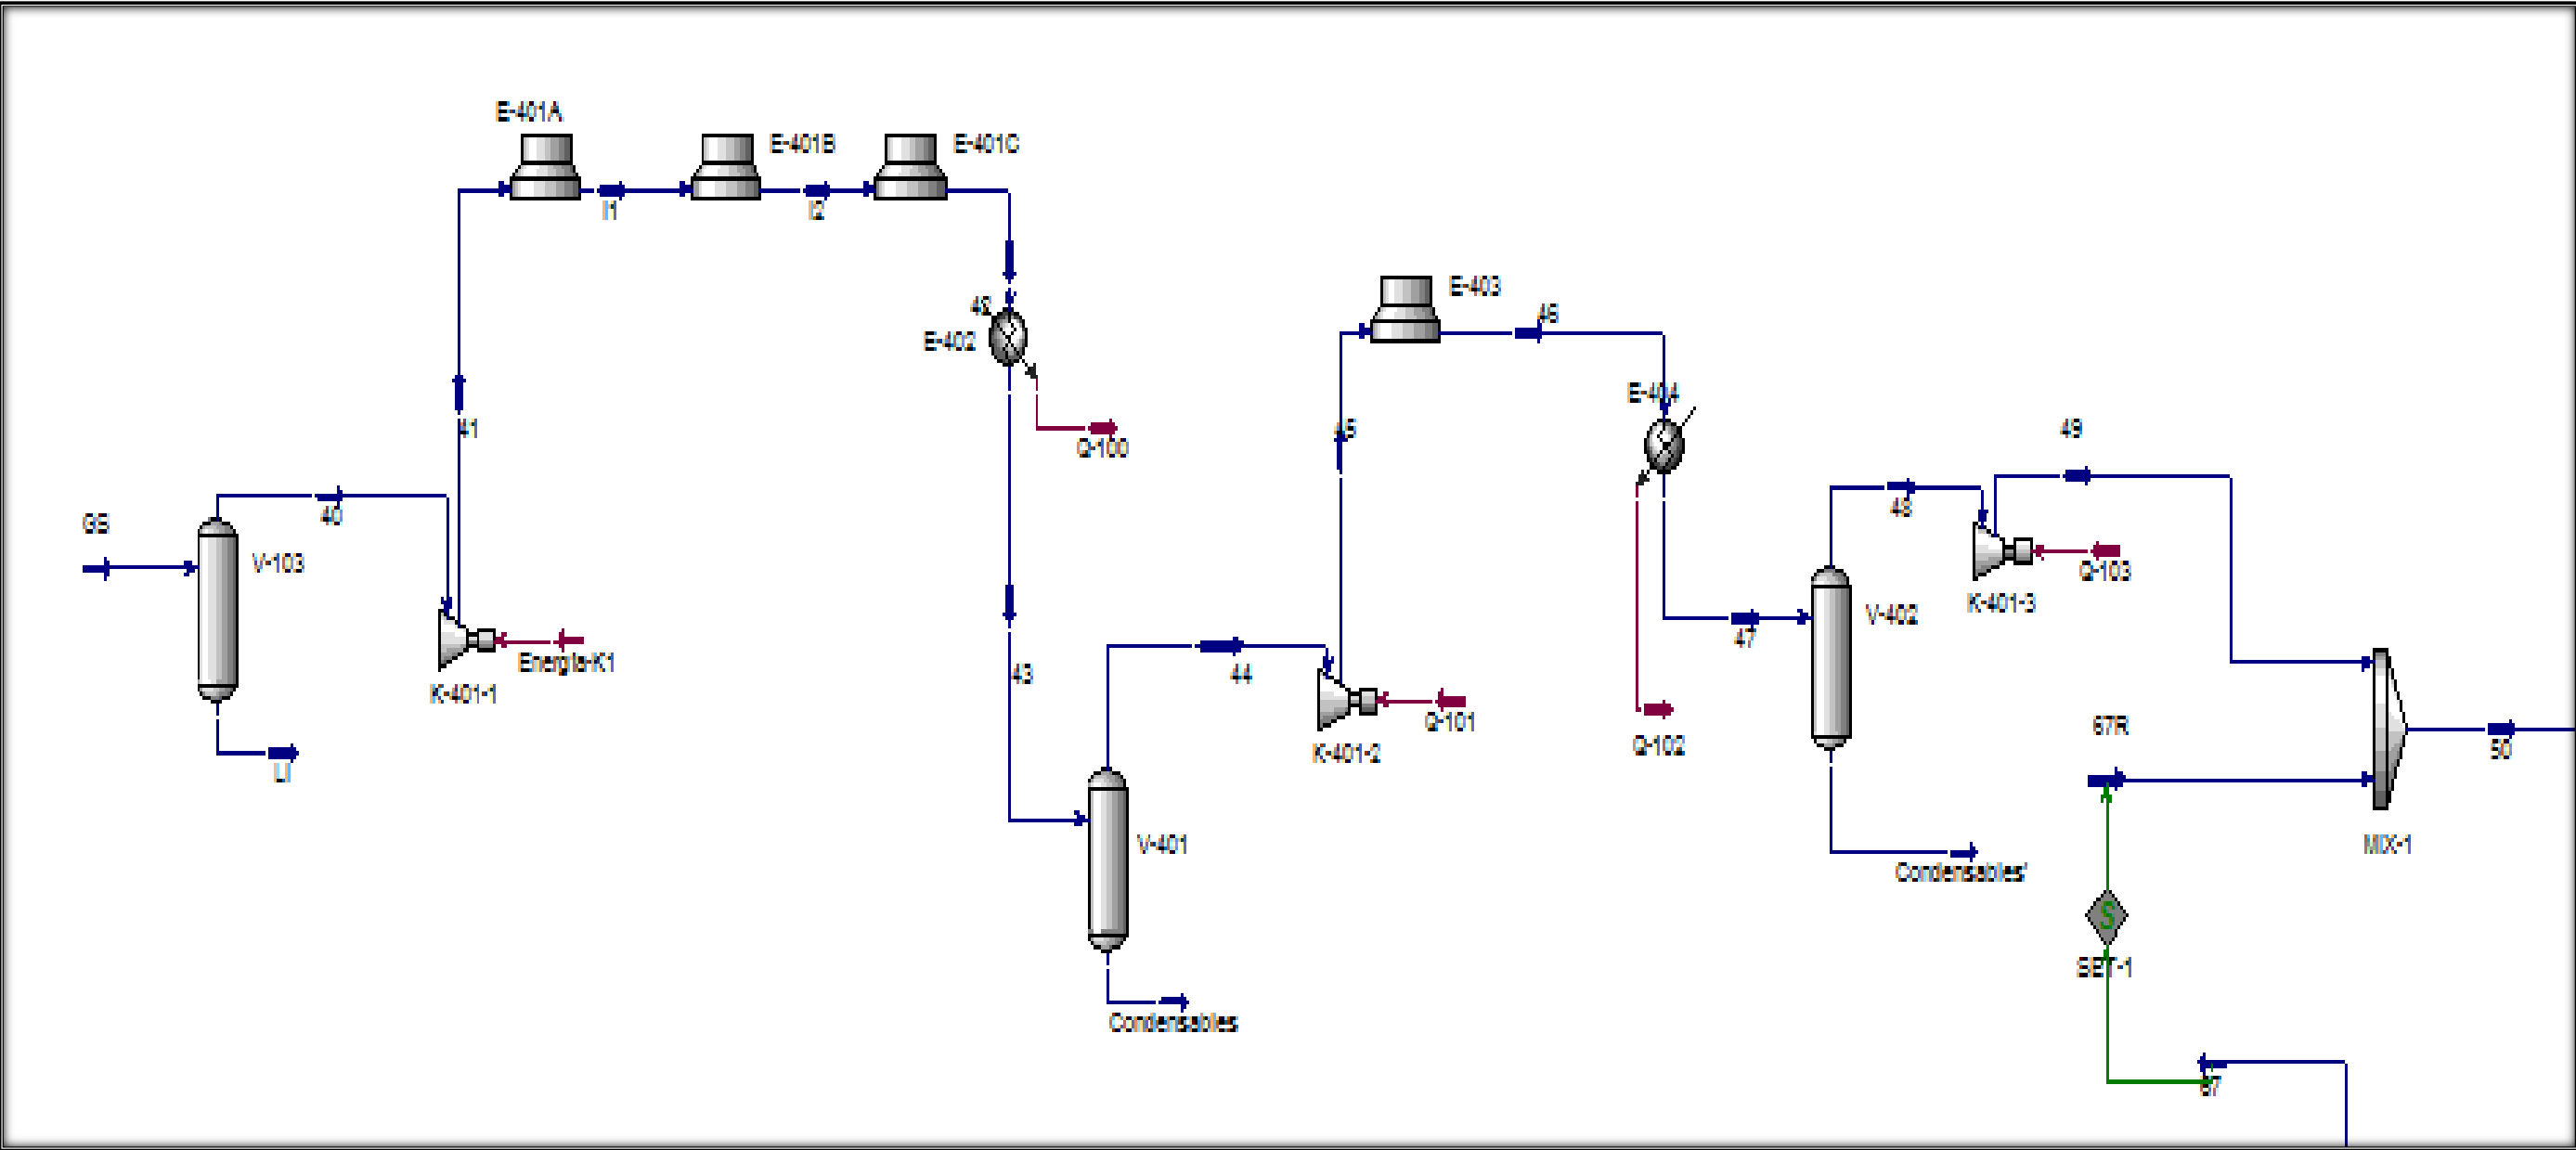 E-401A
E-401B
E-401C
I1
I2
E-403
46
42
E-402
E-404
41
45
49
Q-100
GS
40
48
V-103
Q-103
K-401-3
V-402
47
Energia-K1
K-401-1
43
44
Q-101
Q-102
K-401-2
67R
50
LI
V-401
MIX-1
Condensables'
S
SET-1
Condensables
67